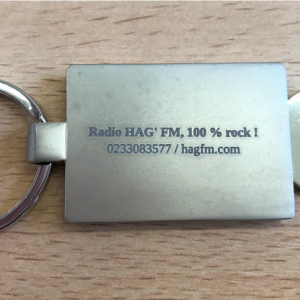 Radio HAG' FM, 100 % rock !
0233083577 / hagfm.com